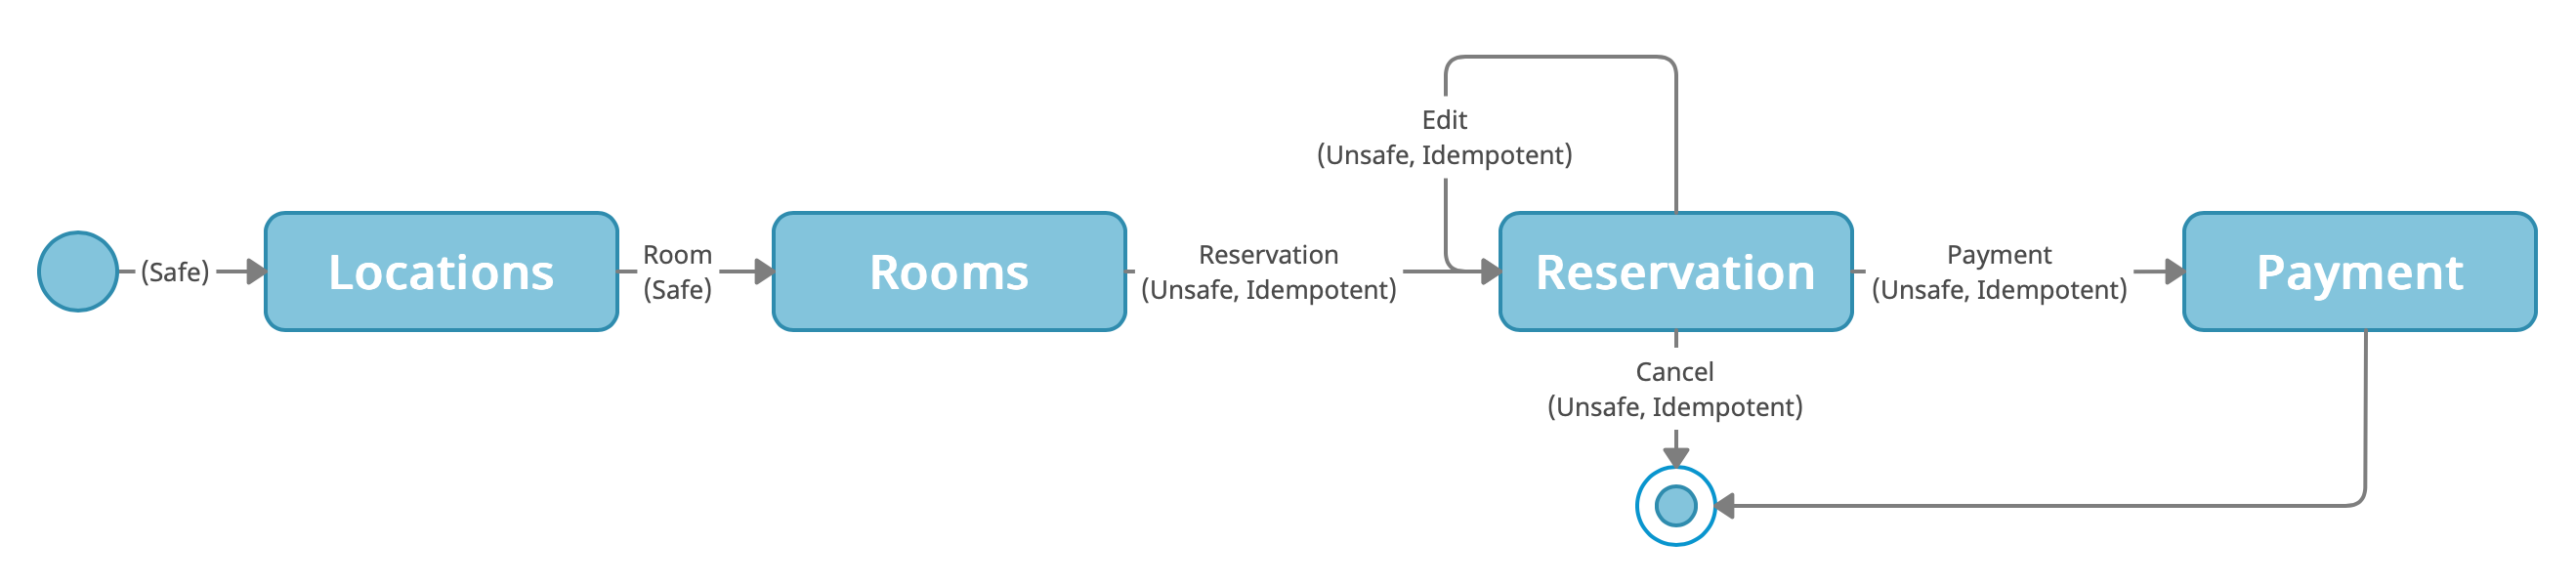 Edit
(Unsafe, Idempotent)
(Safe)
Locations
Room
(Safe)
Rooms
Reservation
(Unsafe, Idempotent)
Reservation
Payment
(Unsafe, Idempotent)
Payment
Cancel
(Unsafe, Idempotent)